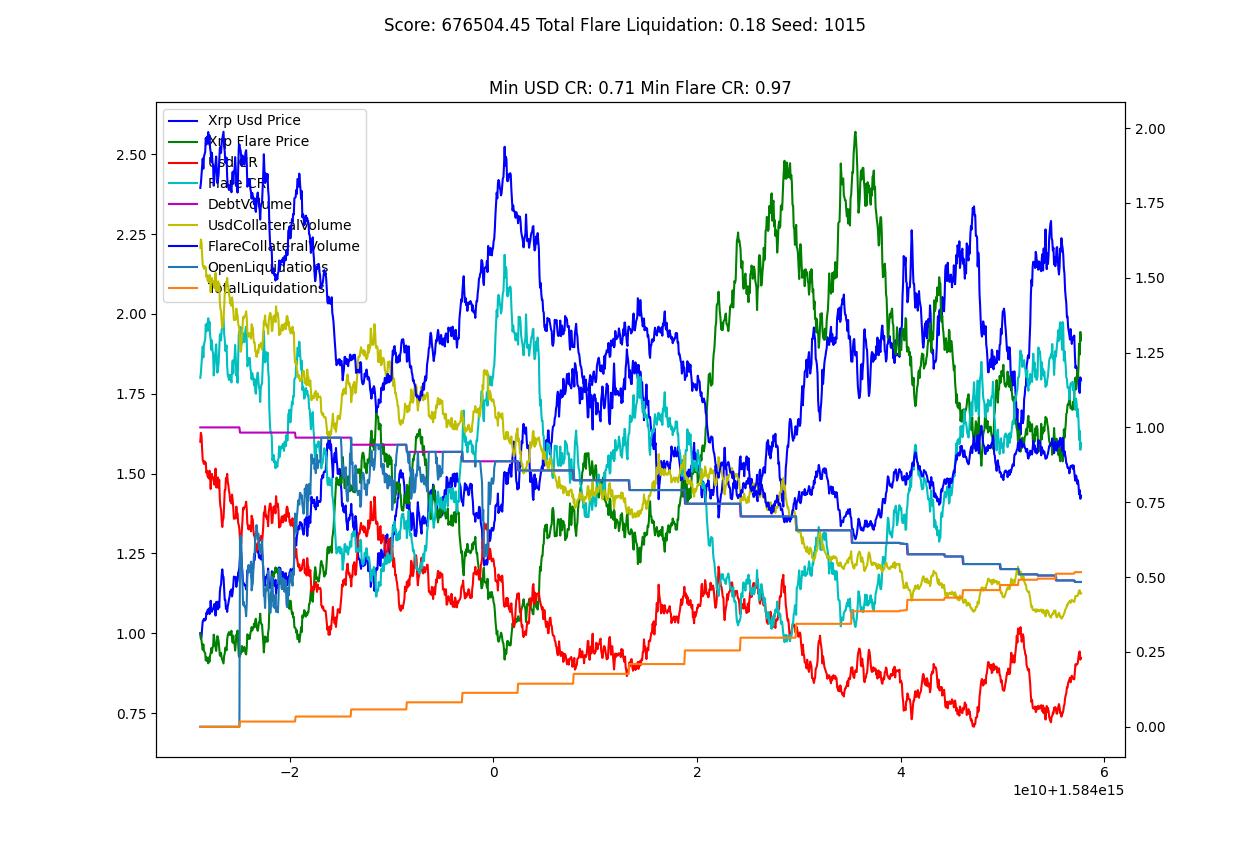 Score: 676504.45 Total Flare Liquidation: 0.18 Seed: 1015
Min USD CR: 0.71 Min Flare CR: 0.97
Xrp Usd Price
Xrp Flare Price
Usd CR
Flare CR
DebtVolume
UsdCollateralVolume
FlareCollateralVolume
OpenLiquidations
TotalLiquidations
2.50
2.25
2.00
1.75
1.50
1.25
1.00
0.75
2.00
1.75
1.50
1.25
1.00
0.75
0.50
0.25
0.00
−2 0 2 4 6
1e10+1.584e15